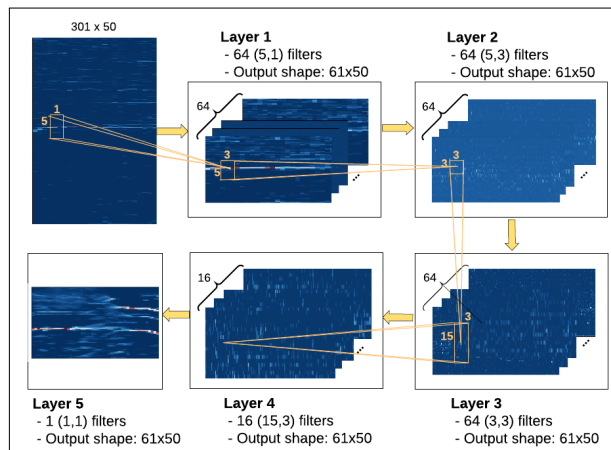 301 x 50
1
5
Layer 1
- 64 (5,1) filters
- Output shape: 61x50
64
3
5
Layer 2
- 64 (5,3) filters
- Output shape: 61x50
64
3
3
64
3
15
Layer 3
- 64 (3,3) filters
- Output shape: 61x50
16
Layer 4
- 16 (15,3) filters
- Output shape: 61x50
Layer 5
- 1 (1,1) filters
- Output shape: 61x50